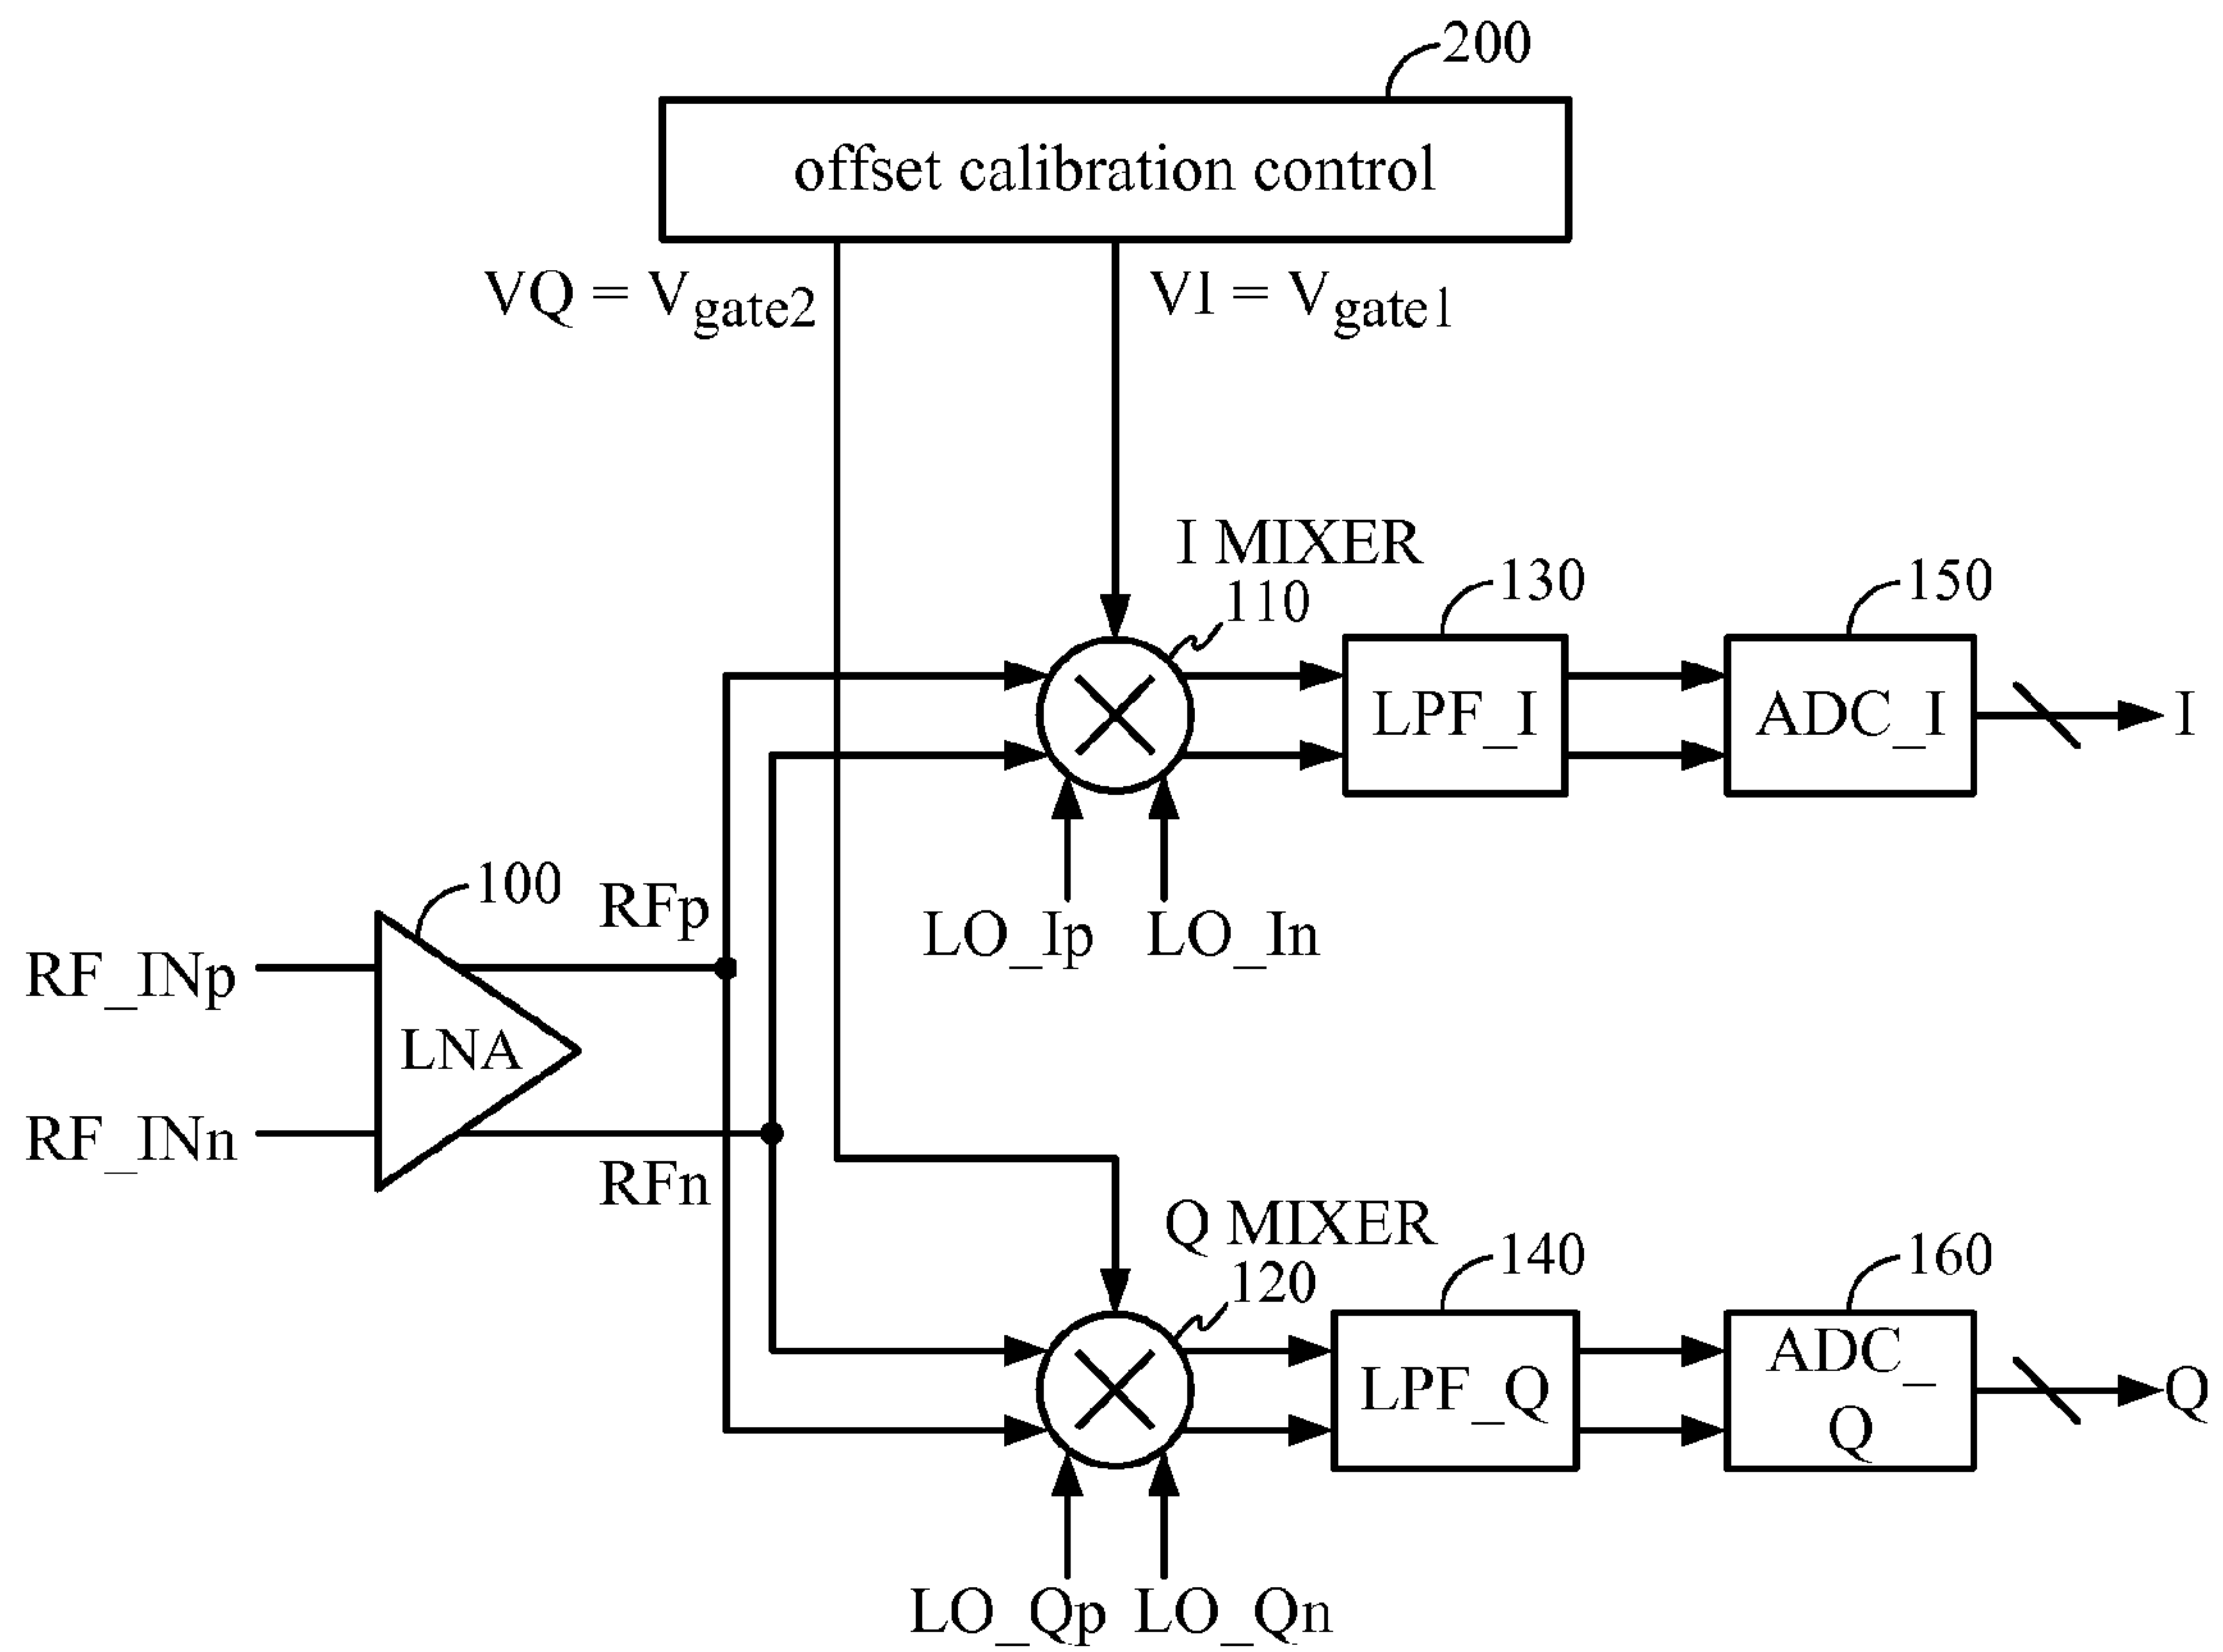 200
offset calibration control
VQ = Vgate2
VI = Vgate1
I MIXER
110
130
150
LPF_I
ADC_I
I
LO_Ip
LO_In
100
RFp
RF_INp
LNA
RF_INn
RFn
Q MIXER
120
140
160
LPF_Q
ADC_
Q
Q
LO_Qp
LO_Qn